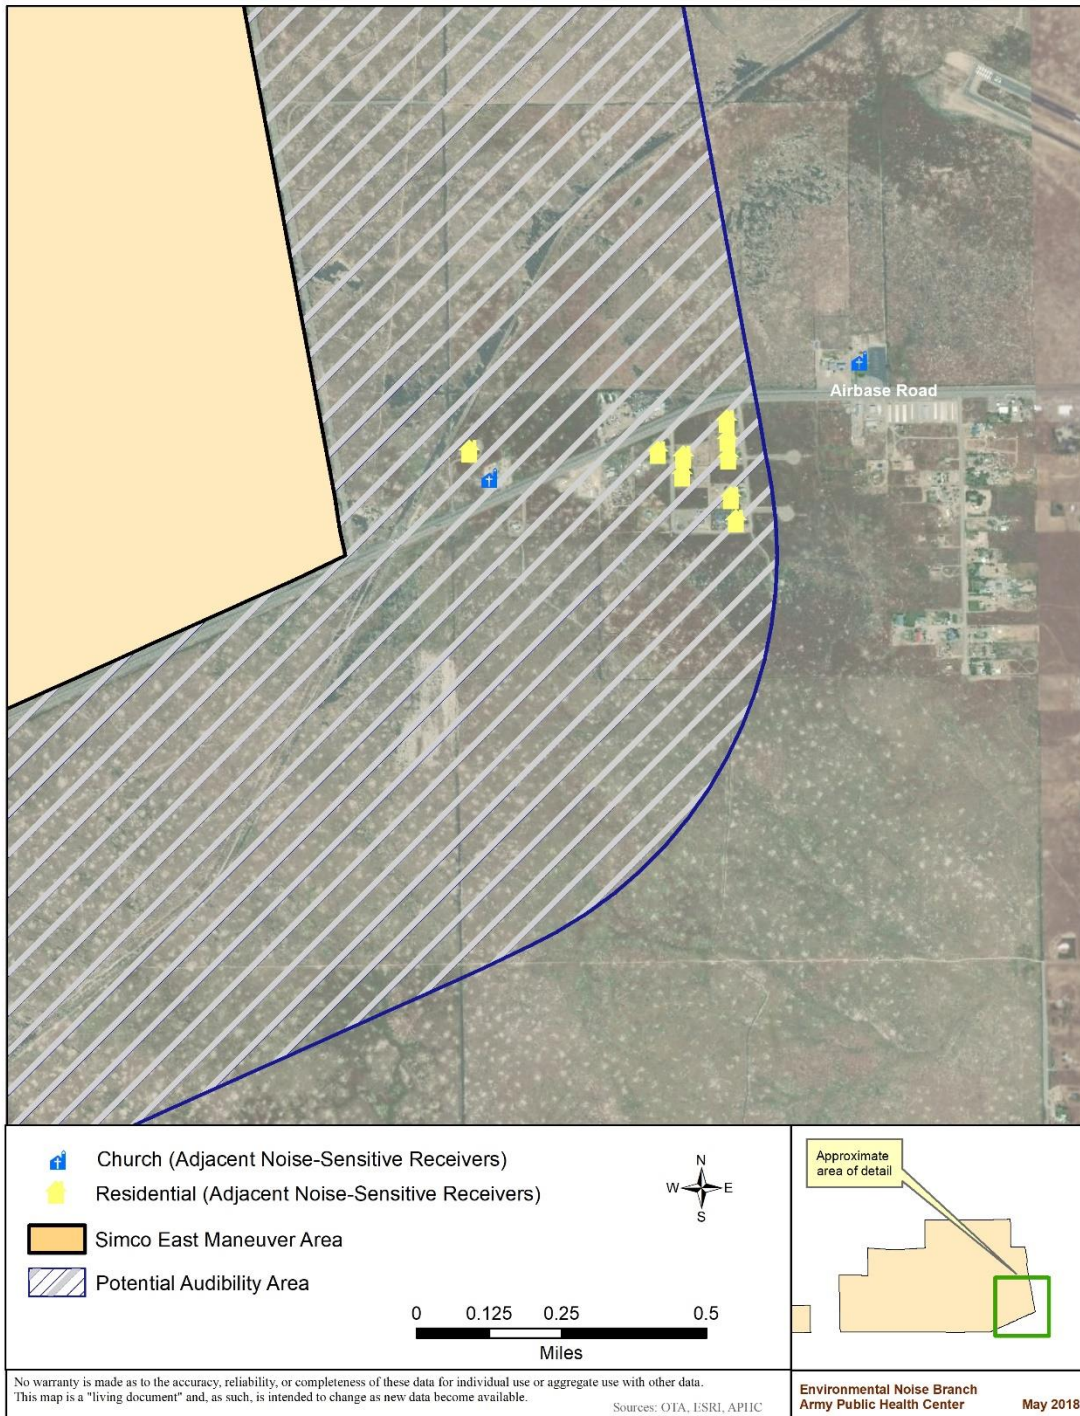 Airbase Road
Church (Adjacent Noise-Sensitive Receivers)
Residential (Adjacent Noise-Sensitive Receivers)
Simco East Maneuver Area
Potential Audibility Area
N
W E
S
0 0.125 0.25 0.5
Miles
Approximate
area of detail
No warranty is made as to the accuracy, reliability, or completeness of these data for individual use or aggregate use with other data.
This map is a "living document" and, as such, is intended to change as new data become available.
Sources: OTA, ESRI, APHC
Environmental Noise Branch
Army Public Health Center May 2018